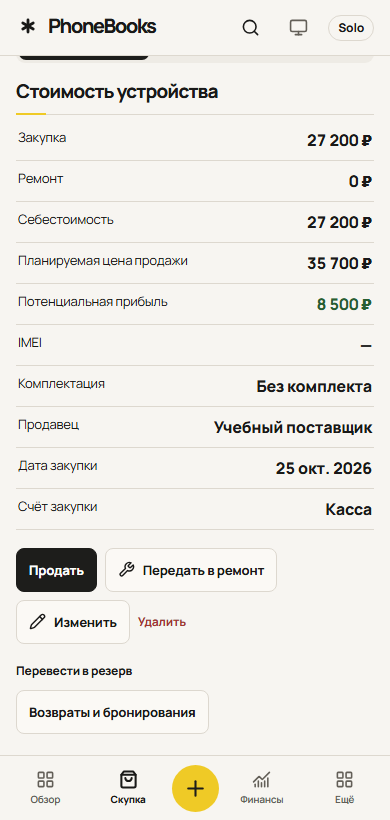 PhoneBooks
Solo
Стоимость устройства
Закупка 27 200 ₽
Ремонт 0 ₽
Себестоимость 27 200 ₽
Планируемая цена продажи 35 700 ₽
Потенциальная прибыль 8 500 ₽
IMEI —
Комплектация Без комплекта
Продавец Учебный поставщик
Дата закупки 25 окт. 2026
Счёт закупки Касса
Продать Передать в ремонт
Изменить Удалить
Перевести в резерв
Возвраты и бронирования
Обзор Скупка Финансы Ещё